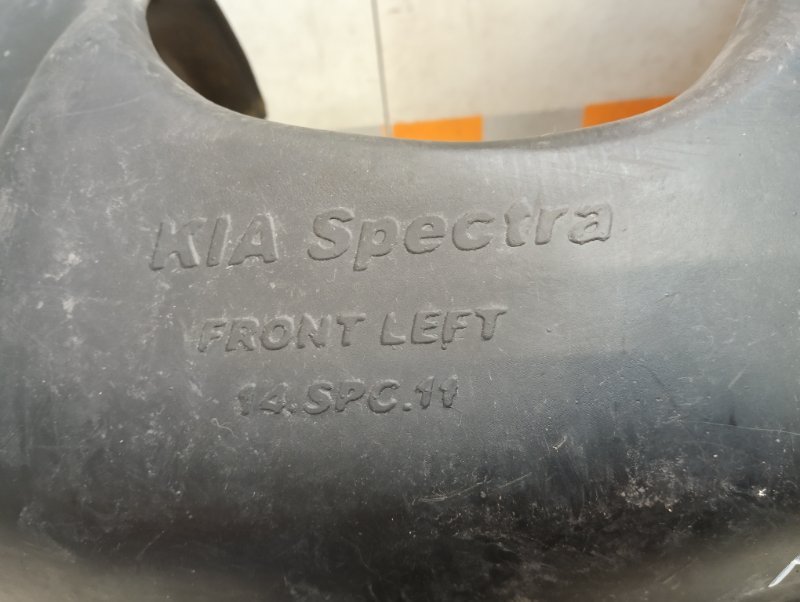 KIA Spectra
FRONT LEFT
14.SPC.11